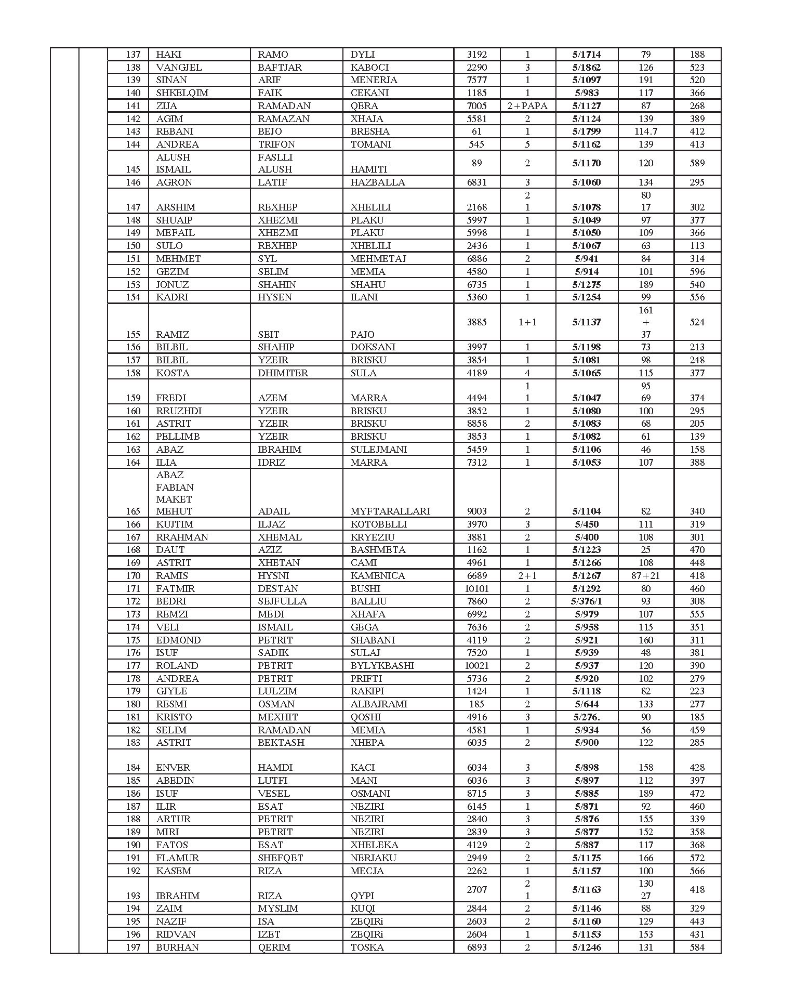 137 HAKI RAMO DYLI 3192 1 5/1714 79 188
138 VANGJEL BAFTJAR KABOCI 2290 3 5/1862 126 523
139 SINAN ARIF MENERJA 7577 1 5/1097 191 520
140 SHKELQIM FAIK CEKANI 1185 1 5/983 117 366
141 ZIJA RAMADAN QERA 7005 2+PAPA 5/1127 87 268
142 AGIM RAMAZAN XHAJA 5581 2 5/1124 139 389
143 REBANI BEJO BRESHA 61 1 5/1799 114.7 412
144 ANDREA TRIFON TOMANI 545 5 5/1162 139 413
ALUSH FASLLI
89 2 5/1170 120 589
145 ISMAIL ALUSH HAMITI
146 AGRON LATIF HAZBALLA 6831 3 5/1060 134 295
2 80
147 ARSHIM REXHEP XHELILI 2168 1 5/1078 17 302
148 SHUAIP XHEZMI PLAKU 5997 1 5/1049 97 377
149 MEFAIL XHEZMI PLAKU 5998 1 5/1050 109 366
150 SULO REXHEP XHELILI 2436 1 5/1067 63 113
151 MEHMET SYL MEHMETAJ 6886 2 5/941 84 314
152 GEZIM SELIM MEMIA 4580 1 5/914 101 596
153 JONUZ SHAHIN SHAHU 6735 1 5/1275 189 540
154 KADRI HYSEN ILANI 5360 1 5/1254 99 556
161
3885 1+1 5/1137 + 524
155 RAMIZ SEIT PAJO 37
156 BILBIL SHAHIP DOKSANI 3997 1 5/1198 73 213
157 BILBIL YZEIR BRISKU 3854 1 5/1081 98 248
158 KOSTA DHIMITER SULA 4189 4 5/1065 115 377
1 95
159 FREDI AZEM MARRA 4494 1 5/1047 69 374
160 RRUZHDI YZEIR BRISKU 3852 1 5/1080 100 295
161 ASTRIT YZEIR BRISKU 8858 2 5/1083 68 205
162 PELLIMB YZEIR BRISKU 3853 1 5/1082 61 139
163 ABAZ IBRAHIM SULEJMANI 5459 1 5/1106 46 158
164 ILIA IDRIZ MARRA 7312 1 5/1053 107 388
ABAZ
FABIAN
MAKET
165 MEHUT ADAIL MYFTARALLARI 9003 2 5/1104 82 340
166 KUJTIM ILJAZ KOTOBELLI 3970 3 5/450 111 319
167 RRAHMAN XHEMAL KRYEZIU 3881 2 5/400 108 301
168 DAUT AZIZ BASHMETA 1162 1 5/1223 25 470
169 ASTRIT XHETAN CAMI 4961 1 5/1266 108 448
170 RAMIS HYSNI KAMENICA 6689 2+1 5/1267 87+21 418
171 FATMIR DESTAN BUSHI 10101 1 5/1292 80 460
172 BEDRI SEJFULLA BALLIU 7860 2 5/376/1 93 308
173 REMZI MEDI XHAFA 6992 2 5/979 107 555
174 VELI ISMAIL GEGA 7636 2 5/958 115 351
175 EDMOND PETRIT SHABANI 4119 2 5/921 160 311
176 ISUF SADIK SULAJ 7520 1 5/939 48 381
177 ROLAND PETRIT BYLYKBASHI 10021 2 5/937 120 390
178 ANDREA PETRIT PRIFTI 5736 2 5/920 102 279
179 GJYLE LULZIM RAKIPI 1424 1 5/1118 82 223
180 RESMI OSMAN ALBAJRAMI 185 2 5/644 133 277
181 KRISTO MEXHIT QOSHI 4916 3 5/276. 90 185
182 SELIM RAMADAN MEMIA 4581 1 5/934 56 459
183 ASTRIT BEKTASH XHEPA 6035 2 5/900 122 285
184 ENVER HAMDI KACI 6034 3 5/898 158 428
185 ABEDIN LUTFI MANI 6036 3 5/897 112 397
186 ISUF VESEL OSMANI 8715 3 5/885 189 472
187 ILIR ESAT NEZIRI 6145 1 5/871 92 460
188 ARTUR PETRIT NEZIRI 2840 3 5/876 155 339
189 MIRI PETRIT NEZIRI 2839 3 5/877 152 358
190 FATOS ESAT XHELEKA 4129 2 5/887 117 368
191 FLAMUR SHEFQET NERJAKU 2949 2 5/1175 166 572
192 KASEM RIZA MECJA 2262 1 5/1157 100 566
2 130
2707 5/1163 418
193 IBRAHIM RIZA QYPI 1 27
194 ZAIM MYSLIM KUQI 2844 2 5/1146 88 329
195 NAZIF ISA ZEQIRi 2603 2 5/1160 129 443
196 RIDVAN IZET ZEQIRi 2604 1 5/1153 153 431
197 BURHAN QERIM TOSKA 6893 2 5/1246 131 584